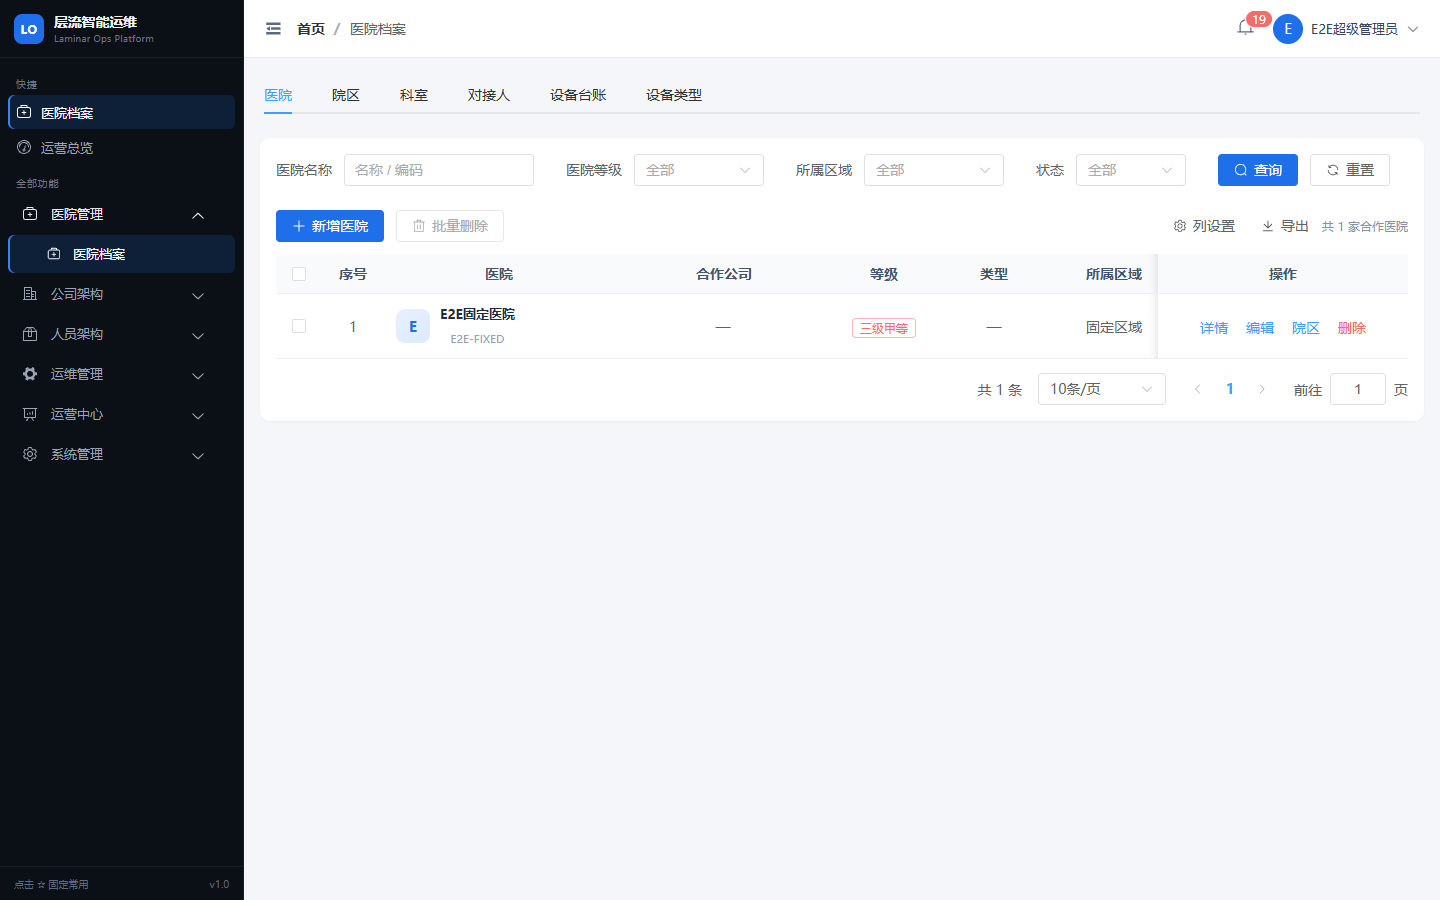 LO
层流智能运维
Laminar Ops Platform
快捷
医院档案
运营总览
全部功能
医院管理
医院档案
公司架构
人员架构
运维管理
运营中心
系统管理
点击 ☆ 固定常用 v1.0
首页 / 医院档案
19
E E2E超级管理员
医院 院区 科室 对接人 设备台账 设备类型
医院名称 名称 / 编码 医院等级 全部 所属区域 全部 状态 全部 查询 重置
新增医院 批量删除 列设置 导出 共 1 家合作医院
序号 医院 合作公司 等级 类型 所属区域 操作
1 E E2E固定医院 — 三级甲等 — 固定区域 详情 编辑 院区 删除
E2E-FIXED
共 1 条 10条/页 1 前往 1 页